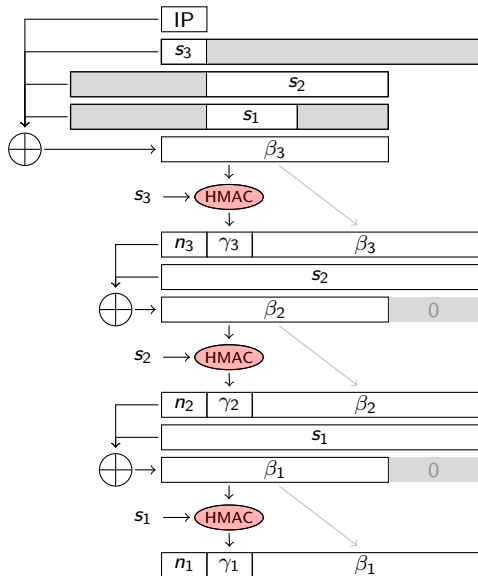 IP
s₃
s₂
s₁
β₃
s₃ HMAC
n₃ γ₃ β₃
s₂
β₂ 0
s₂ HMAC
n₂ γ₂ β₂
s₁
β₁ 0
s₁ HMAC
n₁ γ₁ β₁